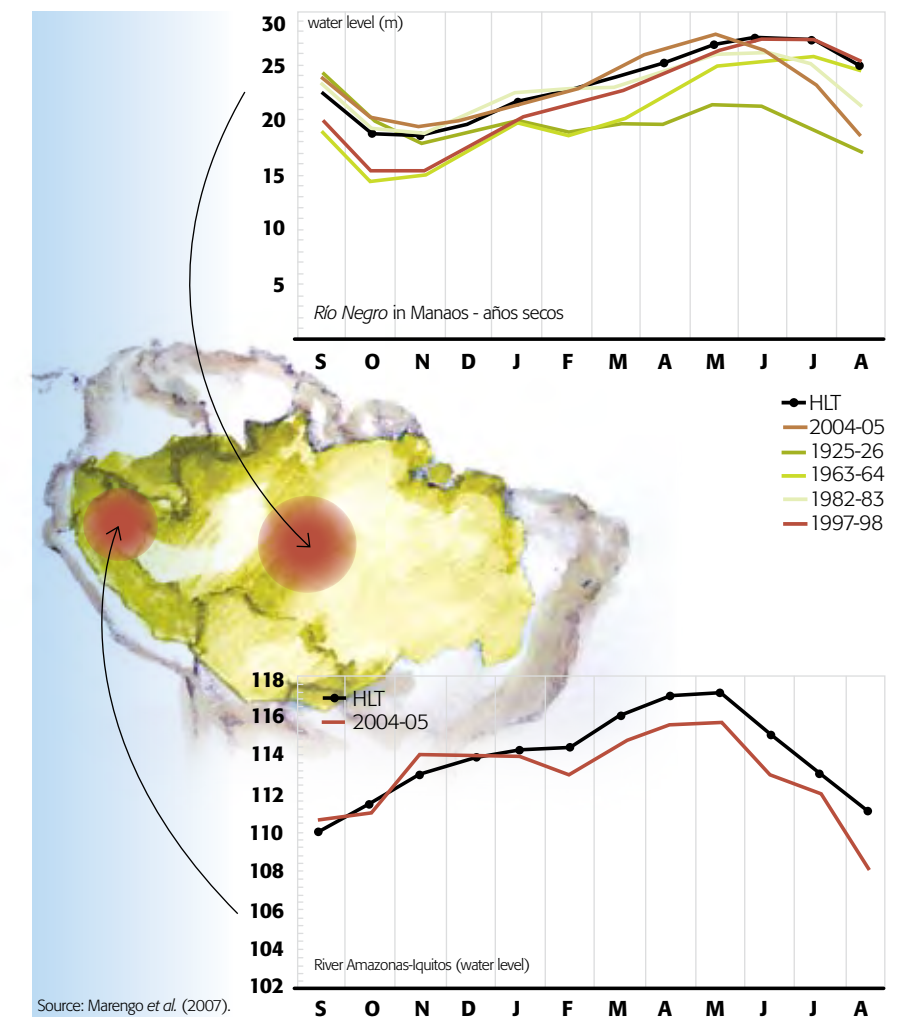 water level (m)
30
25
20
15
10
5
Río Negro in Manaos - años secos
S O N D J F M A M J J A
HLT
2004-05
1925-26
1963-64
1982-83
1997-98
118
116
114
112
110
108
106
104
102
HLT
2004-05
River Amazonas-Iquitos (water level)
S O N D J F M A M J J A
Source: Marengo et al. (2007).